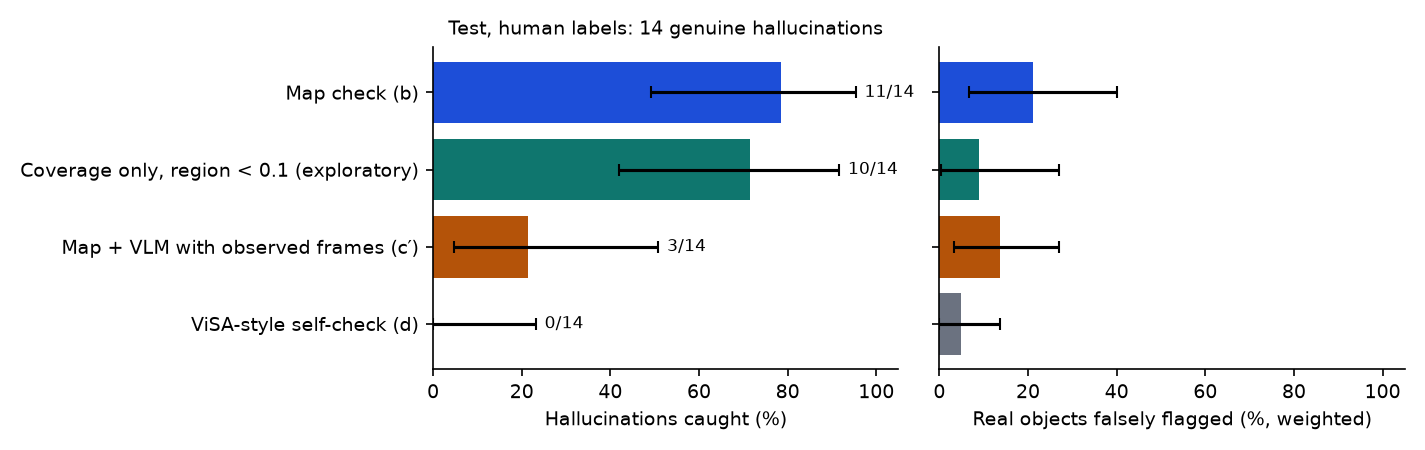 Test, human labels: 14 genuine hallucinations
Map check (b)
11/14
Coverage only, region < 0.1 (exploratory)
10/14
Map + VLM with observed frames (c′)
3/14
ViSA-style self-check (d)
0/14
0 20 40 60 80 100
0 20 40 60 80 100
Hallucinations caught (%)
Real objects falsely flagged (%, weighted)